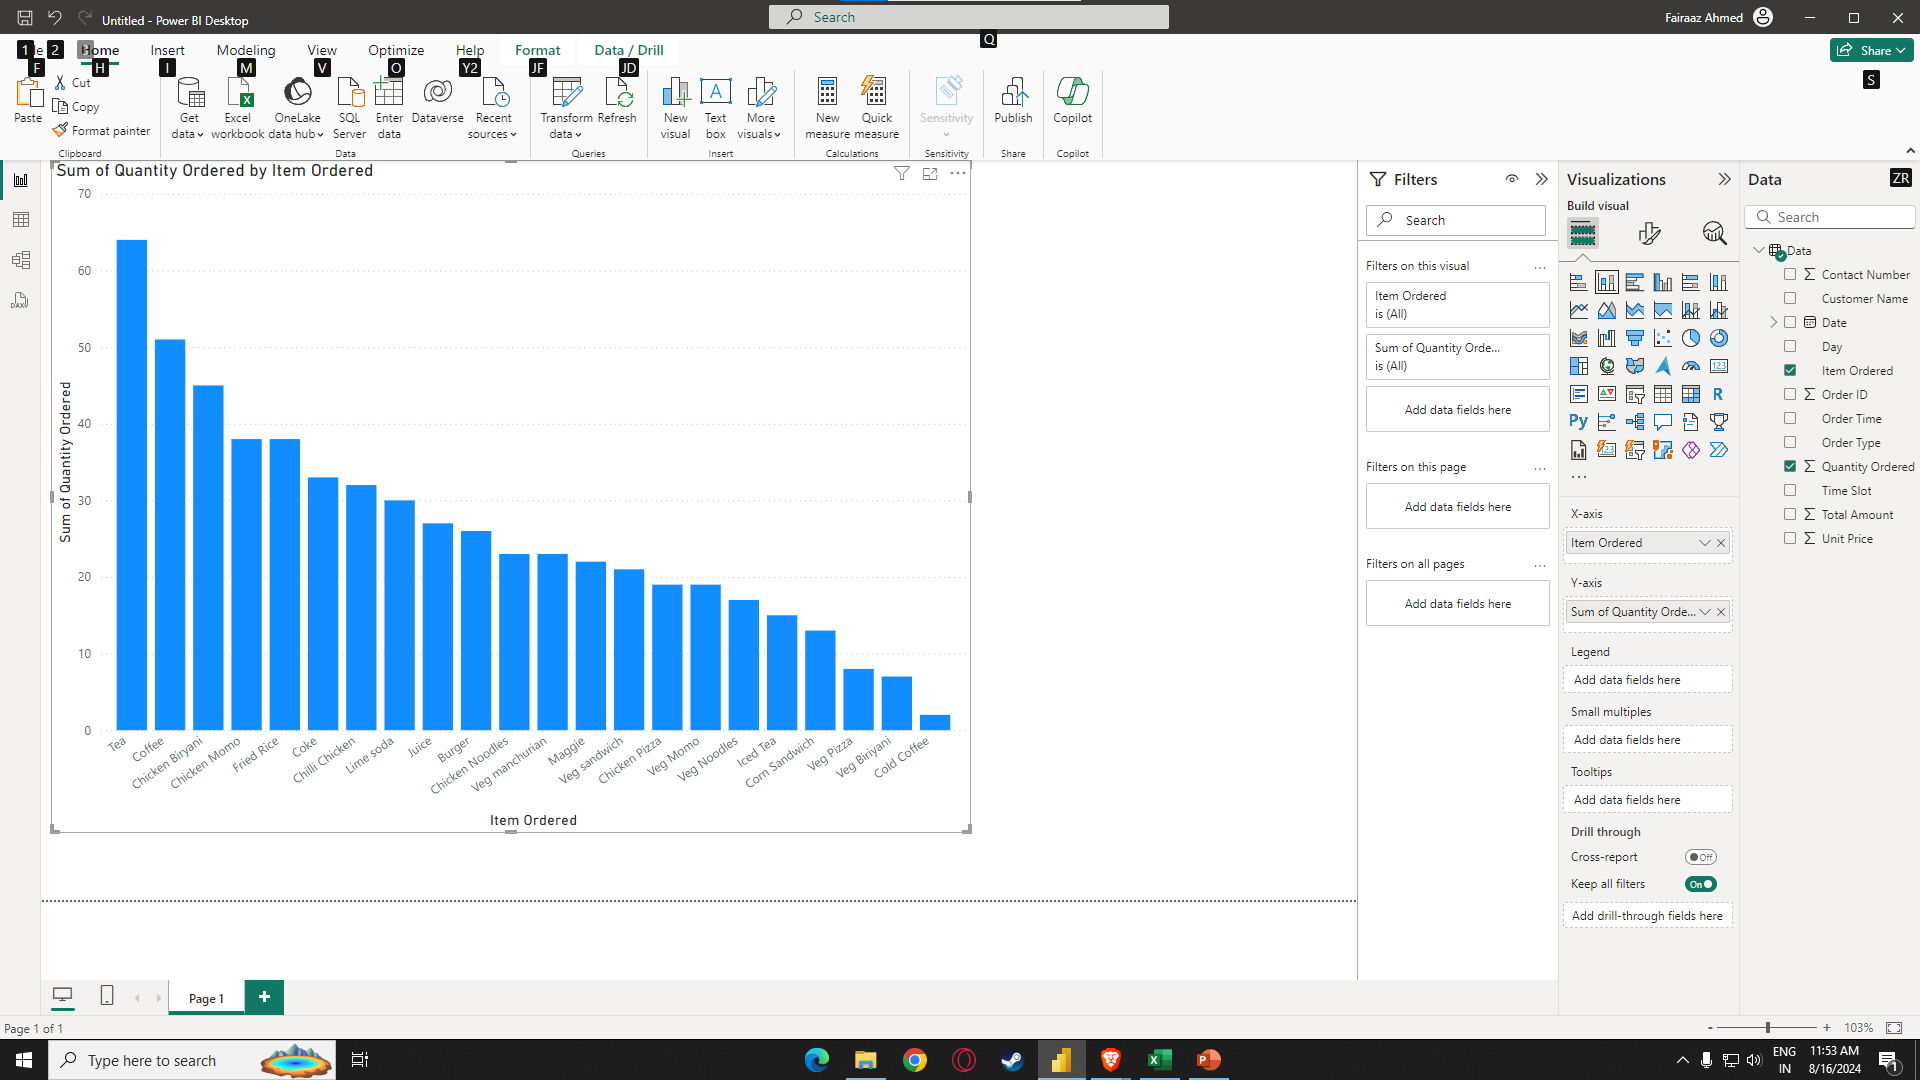 Untitled - Power BI Desktop
Search
Fairaaz Ahmed
1
2
3
Home
Insert
Modeling
View
Optimize
Help
Format
Data / Drill
Share
F
H
I
M
V
O
Y2
JF
JD
Q
S
Paste
Cut
Copy
Format painter
Clipboard
Get data
Excel workbook
OneLake data hub
SQL Server
Enter data
Dataverse
Recent sources
Data
Transform data
Refresh
Queries
New visual
Text box
More visuals
Insert
New measure
Quick measure
Calculations
Sensitivity
Sensitivity
Publish
Share
Copilot
Copilot
Sum of Quantity Ordered by Item Ordered
70
60
50
40
30
20
10
0
Sum of Quantity Ordered
Tea
Coffee
Chicken Biryani
Chicken Momo
Fried Rice
Coke
Chilli Chicken
Lime soda
Juice
Burger
Chicken Noodles
Veg manchurian
Maggie
Veg sandwich
Chicken Pizza
Veg Momo
Veg Noodles
Iced Tea
Corn Sandwich
Veg Pizza
Veg Biriyani
Cold Coffee
Item Ordered
Filters
Search
Filters on this visual
Item Ordered
is (All)
Sum of Quantity Orde...
is (All)
Add data fields here
Filters on this page
Add data fields here
Filters on all pages
Add data fields here
Visualizations
Build visual
123
R
Py
123
X-axis
Item Ordered
Y-axis
Sum of Quantity Orde...
Legend
Add data fields here
Small multiples
Add data fields here
Tooltips
Add data fields here
Drill through
Cross-report
Off
Keep all filters
On
Add drill-through fields here
Data
ZR
Search
Data
Contact Number
Customer Name
Date
Day
Item Ordered
Order ID
Order Time
Order Type
Quantity Ordered
Time Slot
Total Amount
Unit Price
Page 1
Page 1 of 1
- + 103%
Type here to search
ENG
IN
11:53 AM
8/16/2024
1